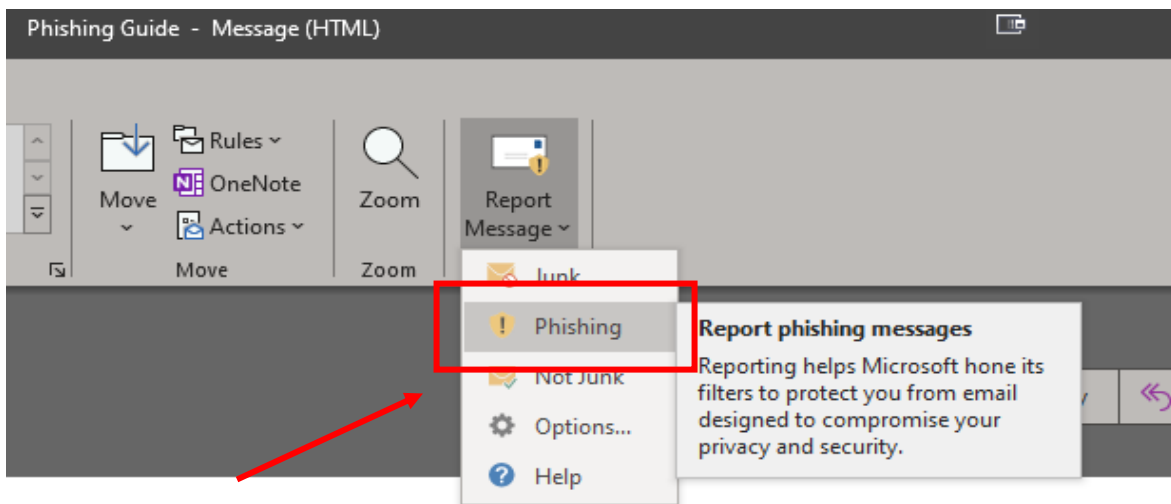 Phishing Guide - Message (HTML)
Rules
OneNote
Move
Actions
Zoom
Report
Message
Move
Zoom
Junk
Phishing
Not Junk
Options...
Help
Report phishing messages
Reporting helps Microsoft hone its
filters to protect you from email
designed to compromise your
privacy and security.